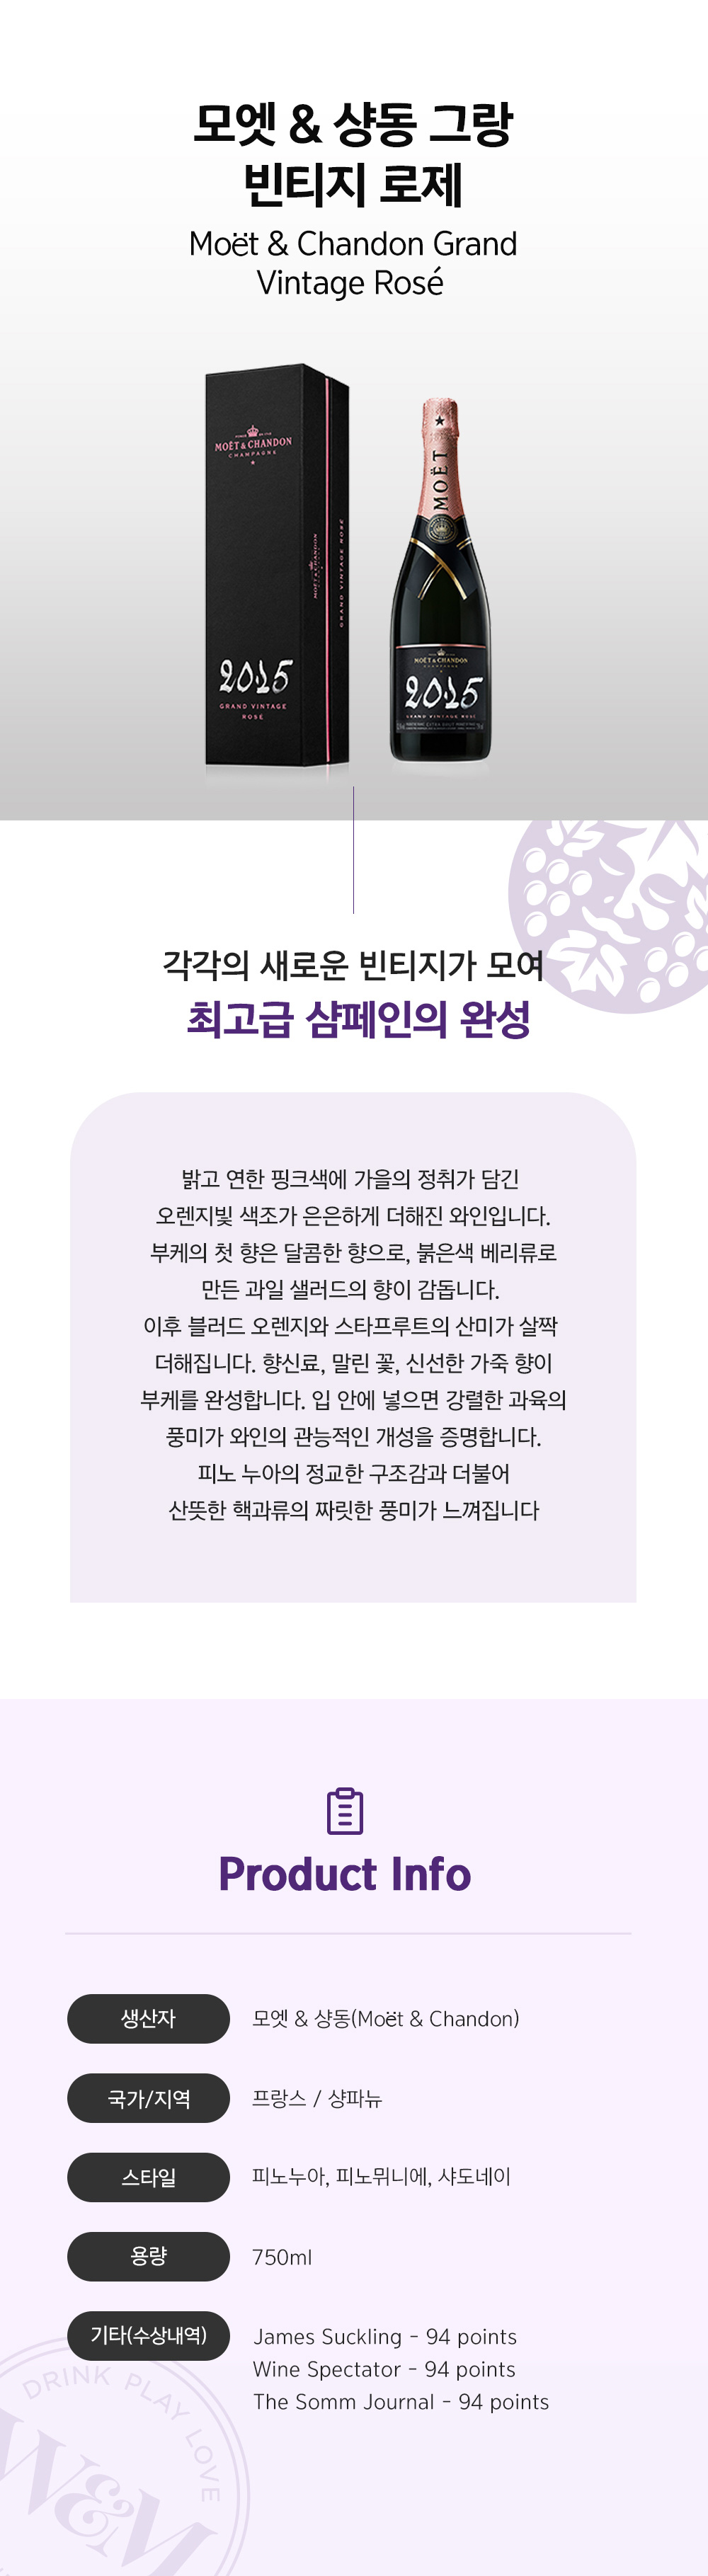 모엣 & 샹동 그랑
빈티지 로제
Moët & Chandon Grand
Vintage Rosé
MOËT & CHANDON
CHAMPAGNE
MOËT & CHANDON
GRAND VINTAGE ROSÉ
2015
GRAND VINTAGE
ROSÉ
MOËT
MOËT & CHANDON
CHAMPAGNE
2015
GRAND VINTAGE ROSÉ
EXTRA BRUT
각각의 새로운 빈티지가 모여
최고급 샴페인의 완성
밝고 연한 핑크색에 가을의 정취가 담긴
오렌지빛 색조가 은은하게 더해진 와인입니다.
부케의 첫 향은 달콤한 향으로, 붉은색 베리류로
만든 과일 샐러드의 향이 감돕니다.
이후 블러드 오렌지와 스타프루트의 산미가 살짝
더해집니다. 향신료, 말린 꽃, 신선한 가죽 향이
부케를 완성합니다. 입 안에 넣으면 강렬한 과육의
풍미가 와인의 관능적인 개성을 증명합니다.
피노 누아의 정교한 구조감과 더불어
산뜻한 핵과류의 짜릿한 풍미가 느껴집니다
Product Info
생산자 모엣 & 샹동(Moët & Chandon)
국가/지역 프랑스 / 샹파뉴
스타일 피노누아, 피노뮈니에, 샤도네이
용량 750ml
기타(수상내역) James Suckling - 94 points
Wine Spectator - 94 points
The Somm Journal - 94 points
DRINK PLAY LOVE
W&M